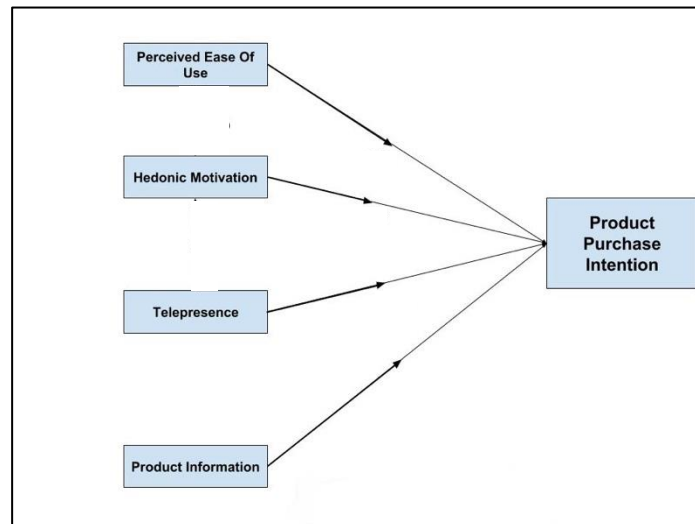 Perceived Ease Of
Use
Hedonic Motivation
Telepresence
Product Information
Product
Purchase
Intention